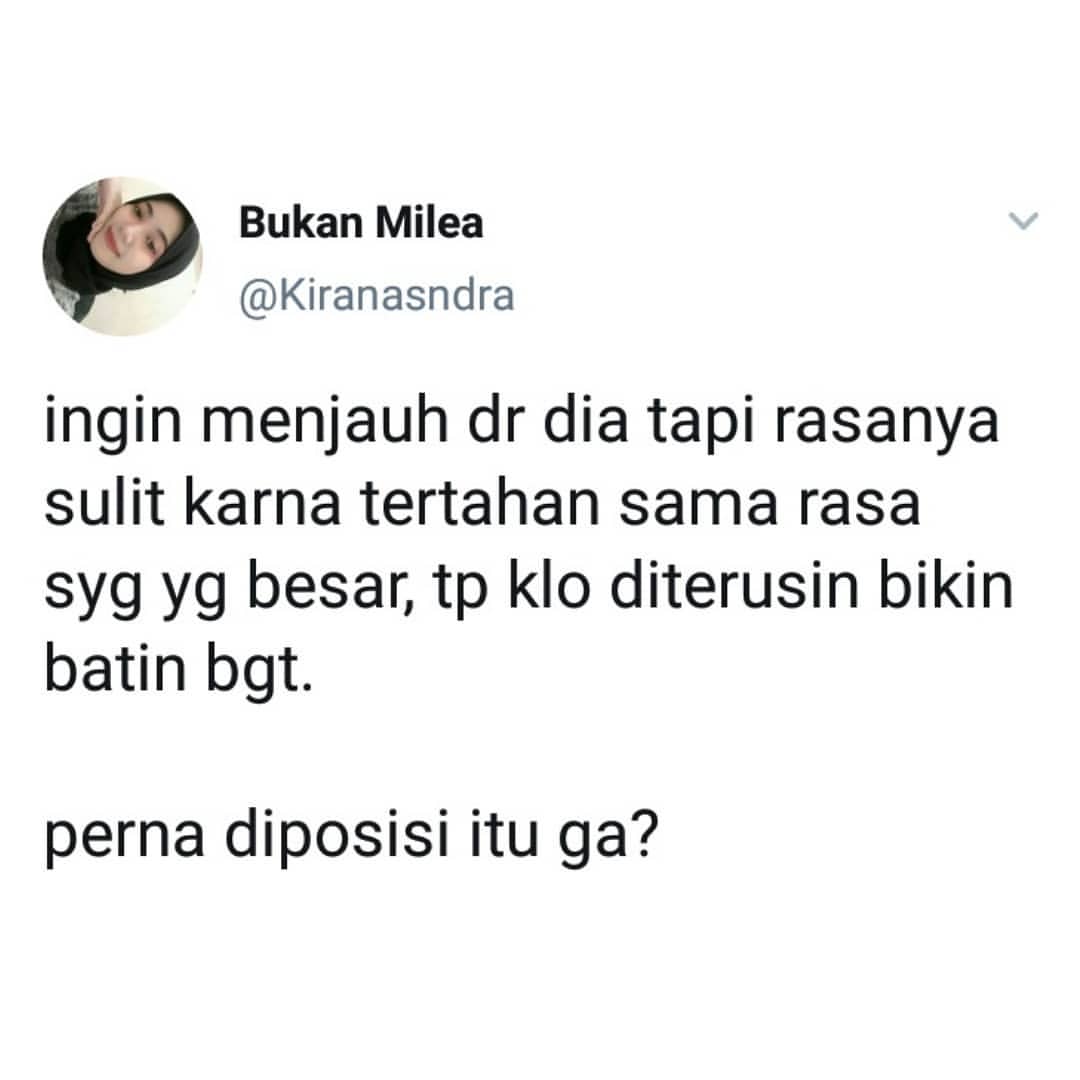 Bukan Milea
@Kiranasndra
ingin menjauh dr dia tapi rasanya
sulit karna tertahan sama rasa
syg yg besar, tp klo diterusin bikin
batin bgt.
perna diposisi itu ga?